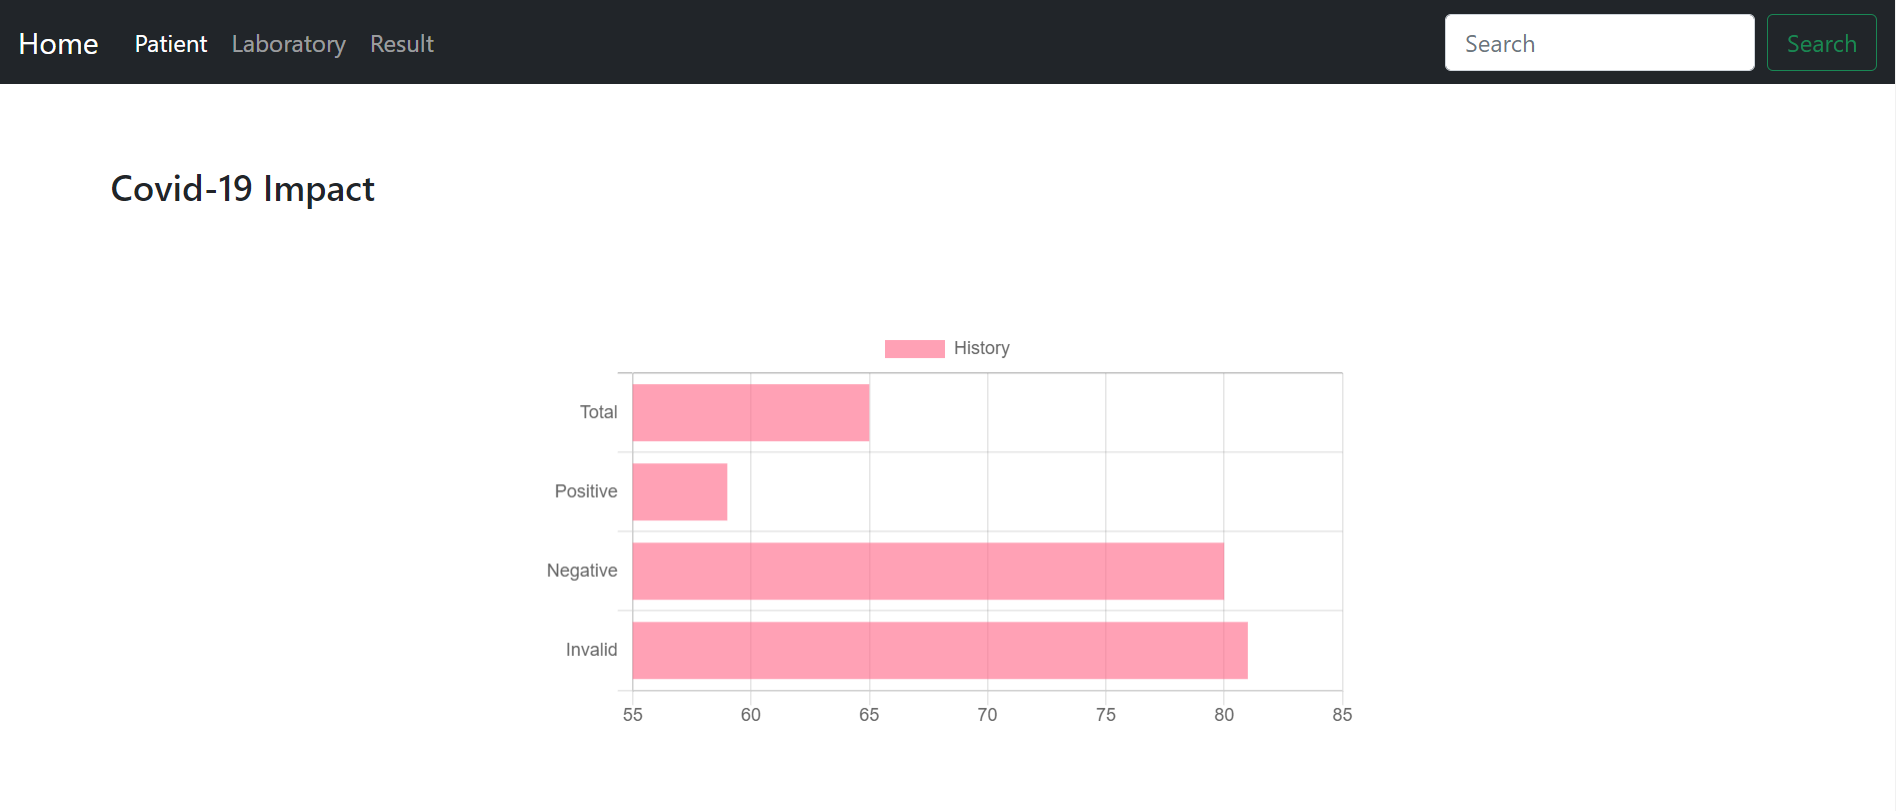 Home Patient Laboratory Result Search Search
Covid-19 Impact
History
Total
Positive
Negative
Invalid
55 60 65 70 75 80 85